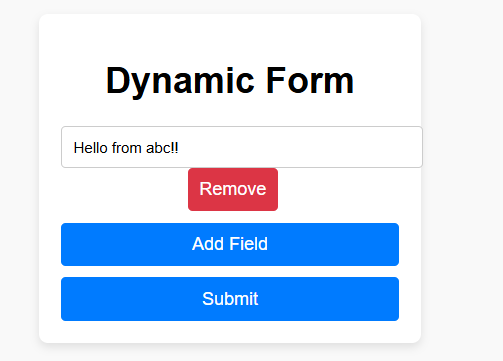 Dynamic Form
Hello from abc!!
Remove
Add Field
Submit